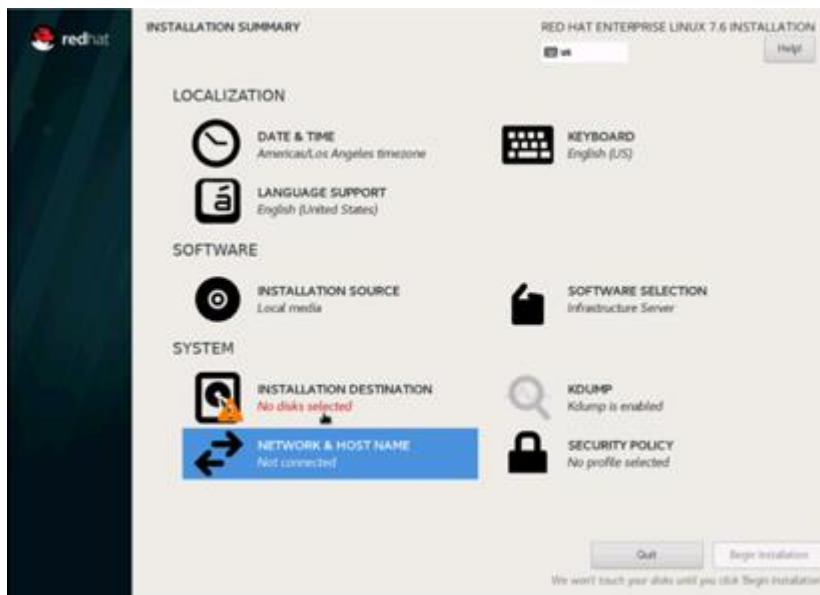 redhat
INSTALLATION SUMMARY
RED HAT ENTERPRISE LINUX 7.6 INSTALLATION
us
Help!
LOCALIZATION
DATE & TIME
Americas/Los Angeles timezone
KEYBOARD
English (US)
LANGUAGE SUPPORT
English (United States)
SOFTWARE
INSTALLATION SOURCE
Local media
SOFTWARE SELECTION
Infrastructure Server
SYSTEM
INSTALLATION DESTINATION
No disks selected
KDUMP
Kdump is enabled
NETWORK & HOST NAME
Not connected
SECURITY POLICY
No profile selected
Quit
Begin Installation
We won't touch your disks until you click 'Begin Installation